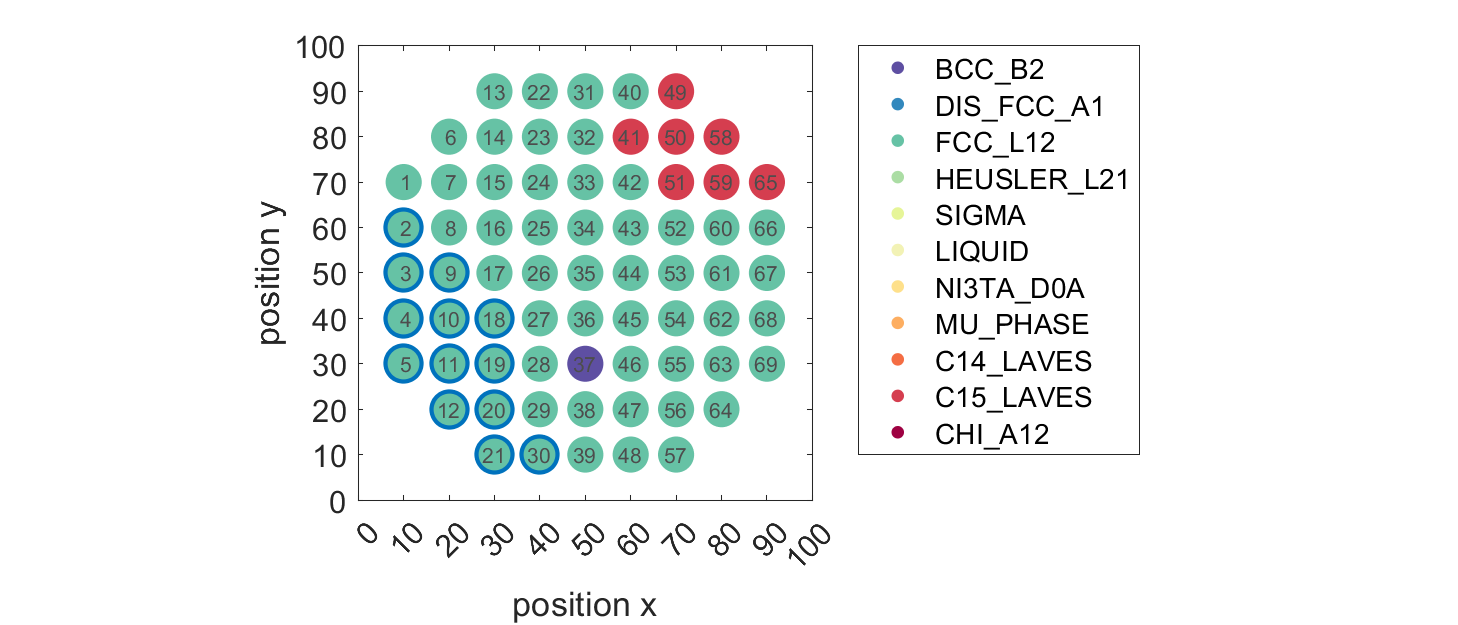 100
90
80
70
60
50
40
30
20
10
0
position y
13 22 31 40 49
6 14 23 32 41 50 58
1 7 15 24 33 42 51 59 65
2 8 16 25 34 43 52 60 66
3 9 17 26 35 44 53 61 67
4 10 18 27 36 45 54 62 68
5 11 19 28 37 46 55 63 69
12 20 29 38 47 56 64
21 30 39 48 57
0 10 20 30 40 50 60 70 80 90 100
position x
BCC_B2
DIS_FCC_A1
FCC_L12
HEUSLER_L21
SIGMA
LIQUID
NI3TA_D0A
MU_PHASE
C14_LAVES
C15_LAVES
CHI_A12